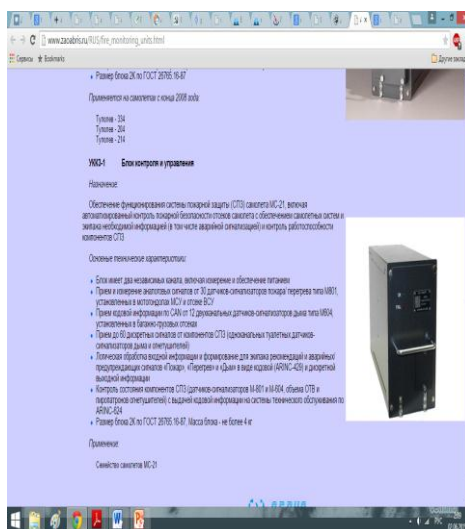 www.zaoabris.ru/RUS/fire_monitoring_units.html
Сервисы Bookmarks
Другие закладки
Размер блока 2К по ГОСТ 26765.16-87
Применяется на самолетах с конца 2008 года:
Туполев - 334
Туполев - 204
Туполев - 214
Блок контроля и управления
Назначение:
Обеспечение функционирования системы пожарной защиты (СПЗ) самолета МС-21, включая
автоматизированный контроль пожарной безопасности отсеков самолета с обеспечением самолетных систем и
экипажа необходимой информацией (в том числе аварийной сигнализацией) и контроль работоспособности
компонентов СПЗ
Основные технические характеристики:
Блок имеет два независимых канала, включая измерение и обеспечение питанием
Прием и измерение аналоговых сигналов от 30 датчиков-сигнализаторов пожара/ перегрева типа М801,
установленных в мотогондолах МСУ и отсеке ВСУ
Прием кодовой информации по CAN от 12 двухканальных датчиков-сигнализаторов дыма типа М604,
установленных в багажно-грузовых отсеках
Прием до 60 дискретных сигналов от компонентов СПЗ (одноканальных туалетных датчиков-
сигнализаторов дыма и огнетушителей)
Логическая обработка входной информации и формирование для экипажа рекомендаций и аварийных/
предупреждающих сигналов «Пожар», «Перегрев» и «Дым» в виде кодовой (ARINC-429) и дискретной
выходной информации
Контроль состояния компонентов СПЗ (датчиков-сигнализаторов М-801 и М-604, объема ОТВ и
пиропатронов огнетушителей) с выдачей кодовой информации на системы технического обслуживания по
ARINC-624
Размер блока 2К по ГОСТ 26765.16-87, Масса блока - не более 4 кг
Применение:
Семейство самолетов МС-21